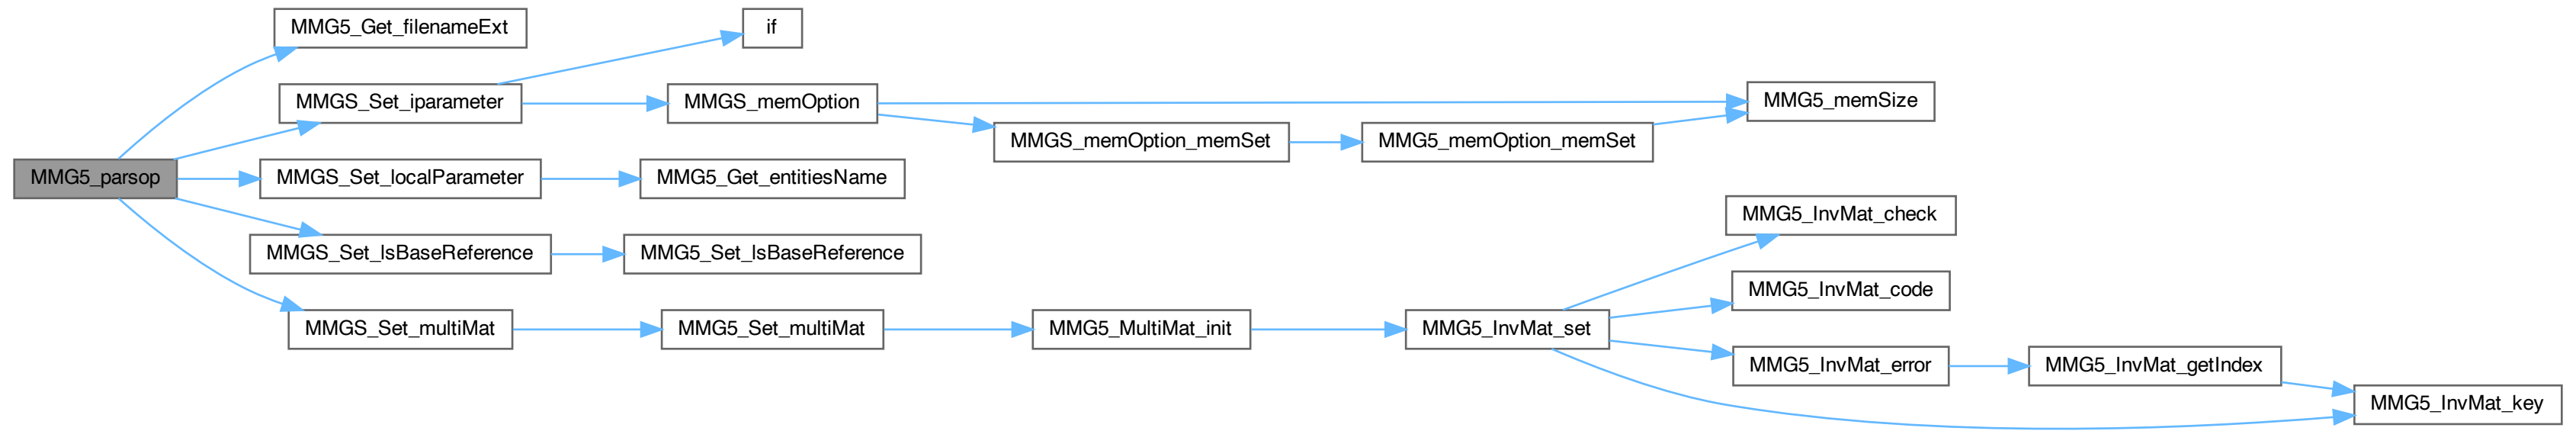 MMG5_Get_filenameExt
if
MMGS_Set_iparameter
MMGS_memOption
MMG5_memSize
MMGS_memOption_memSet
MMG5_memOption_memSet
MMG5_parsop
MMGS_Set_localParameter
MMG5_Get_entitiesName
MMG5_InvMat_check
MMGS_Set_lsBaseReference
MMG5_Set_lsBaseReference
MMG5_InvMat_code
MMGS_Set_multiMat
MMG5_Set_multiMat
MMG5_MultiMat_init
MMG5_InvMat_set
MMG5_InvMat_error
MMG5_InvMat_getIndex
MMG5_InvMat_key